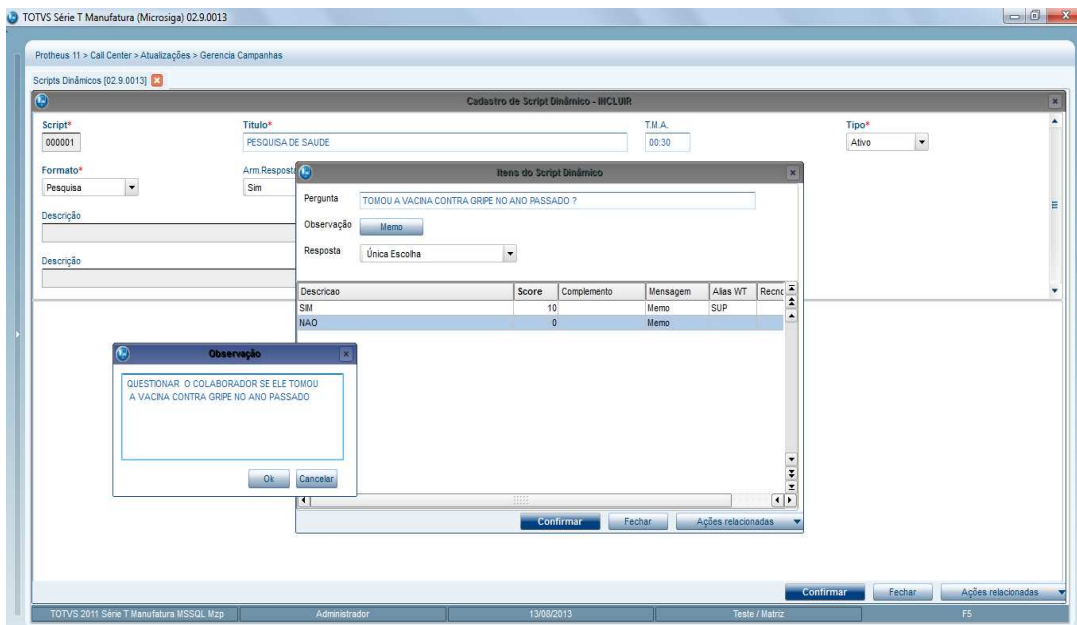 TOTVS Série T Manufatura (Microsiga) 02.9.0013
Protheus 11 > Call Center > Atualizações > Gerencia Campanhas
Scripts Dinâmicos [02.9.0013]
Cadastro de Script Dinâmico - INCLUIR
Script* Titulo* T.M.A. Tipo*
000001 PESQUISA DE SAUDE 00:30 Ativo
Formato* Arm.Resposta
Pesquisa Sim
Descrição
Descrição
Itens do Script Dinâmico
Pergunta TOMOU A VACINA CONTRA GRIPE NO ANO PASSADO ?
Observação Memo
Resposta Única Escolha
Descricao Score Complemento Mensagem Alias WT Recno
SIM 10 Memo SUP
NAO 0 Memo
Observação
QUESTIONAR O COLABORADOR SE ELE TOMOU
A VACINA CONTRA GRIPE NO ANO PASSADO
Ok Cancelar
Confirmar Fechar Ações relacionadas
Confirmar Fechar Ações relacionadas
TOTVS 2011 Série T Manufatura MSSQL Mzp Administrador 13/08/2013 Teste / Matriz F5